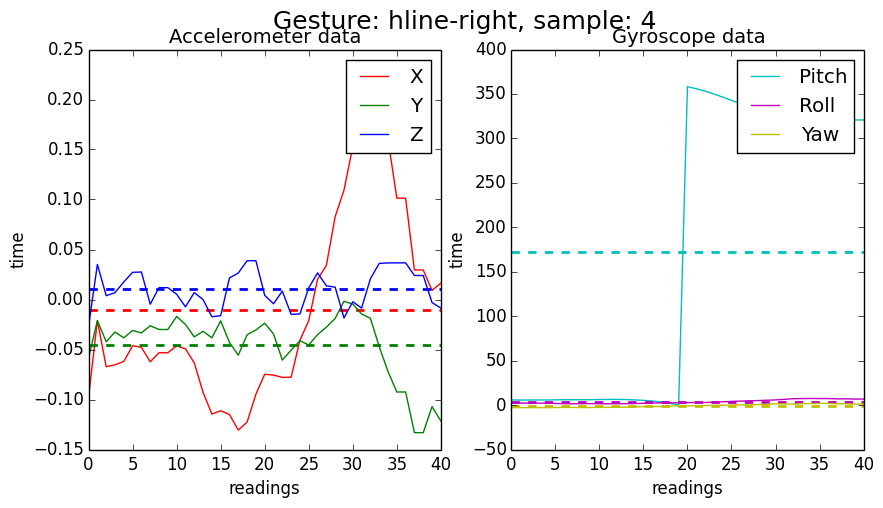 Gesture: hline-right, sample: 4
Accelerometer data
0.25
0.20
0.15
0.10
0.05
0.00
−0.05
−0.10
−0.15
0 5 10 15 20 25 30 35 40
time
readings
X
Y
Z
Gyroscope data
400
350
300
250
200
150
100
50
0
−50
0 5 10 15 20 25 30 35 40
time
readings
Pitch
Roll
Yaw